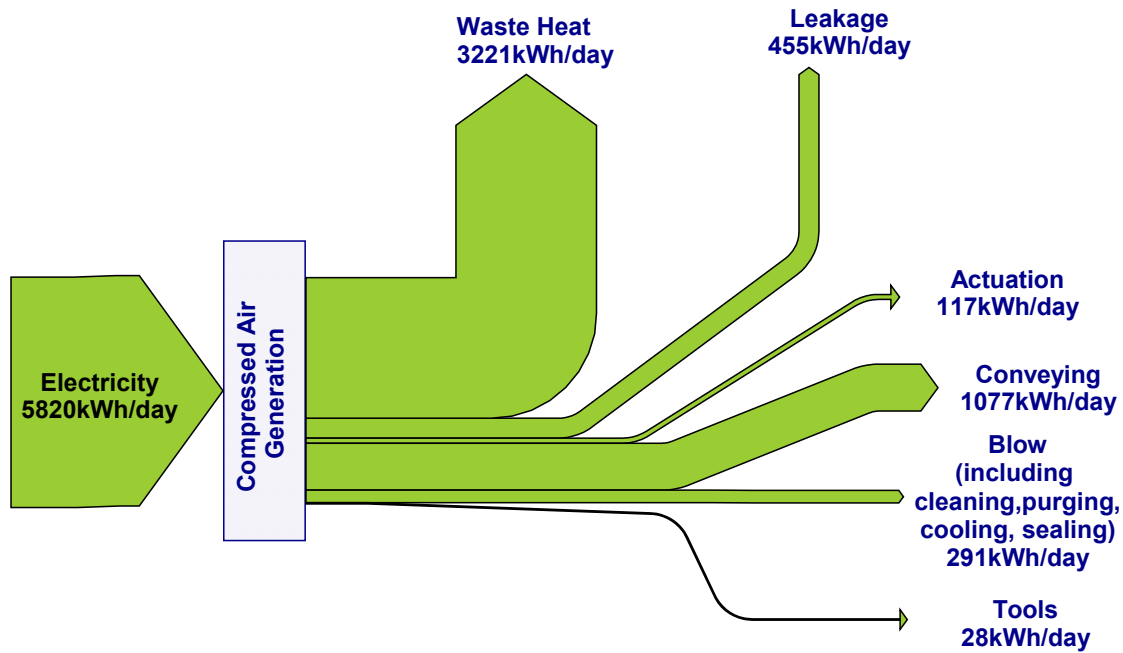 Waste Heat
3221kWh/day
Leakage
455kWh/day
Electricity
5820kWh/day
Compressed Air
Generation
Actuation
117kWh/day
Conveying
1077kWh/day
Blow
(including
cleaning,purging,
cooling, sealing)
291kWh/day
Tools
28kWh/day